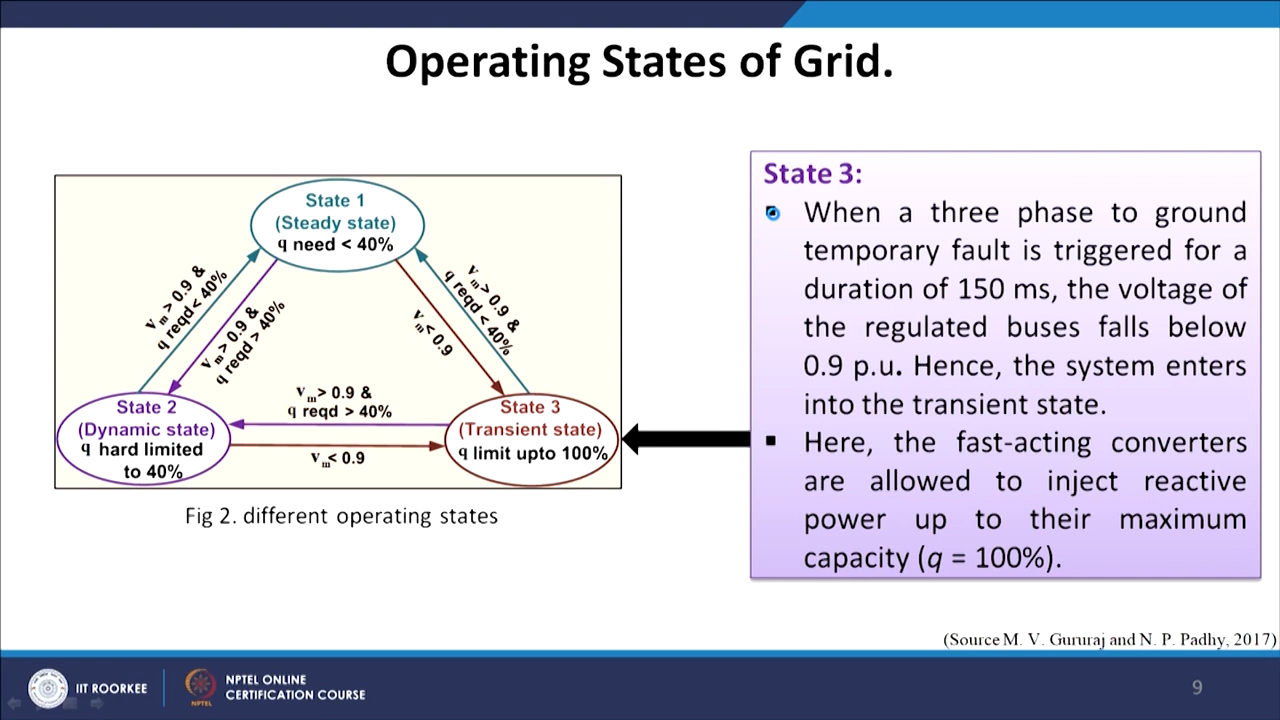 Operating States of Grid.
State 1
(Steady state)
q need < 40%
Vm > 0.9 &
q reqd < 40%
Vm > 0.9 &
q reqd > 40%
Vm < 0.9
Vm > 0.9 &
q reqd < 40%
State 2
(Dynamic state)
q hard limited
to 40%
Vm > 0.9 &
q reqd > 40%
Vm < 0.9
State 3
(Transient state)
q limit upto 100%
Fig 2. different operating states
State 3:
When a three phase to ground
temporary fault is triggered for a
duration of 150 ms, the voltage of
the regulated buses falls below
0.9 p.u. Hence, the system enters
into the transient state.
▪ Here, the fast-acting converters
are allowed to inject reactive
power up to their maximum
capacity (q = 100%).
(Source M. V. Gururaj and N. P. Padhy, 2017)
IIT ROORKEE
NPTEL
NPTEL ONLINE
CERTIFICATION COURSE
9